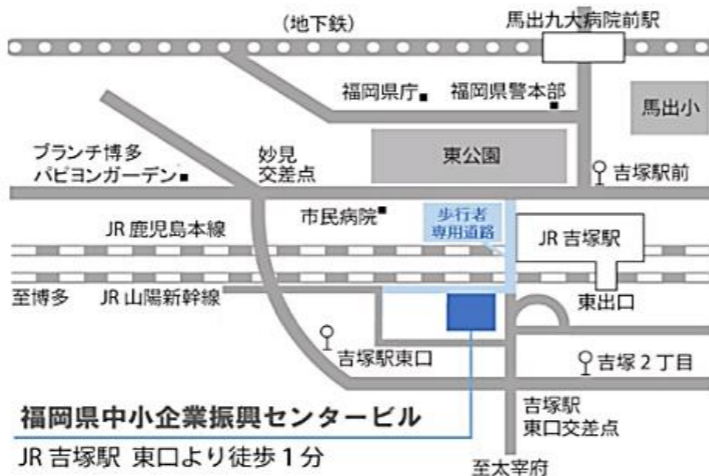 (地下鉄)
馬出九大病院前駅
福岡県庁
福岡県警本部
馬出小
ブランチ博多
パピヨンガーデン
妙見
交差点
東公園
吉塚駅前
市民病院
歩行者
専用道路
JR 鹿児島本線
JR 吉塚駅
至博多
JR 山陽新幹線
東出口
吉塚駅東口
吉塚2丁目
福岡県中小企業振興センタービル
吉塚駅
東口交差点
JR 吉塚駅 東口より徒歩1分
至太宰府